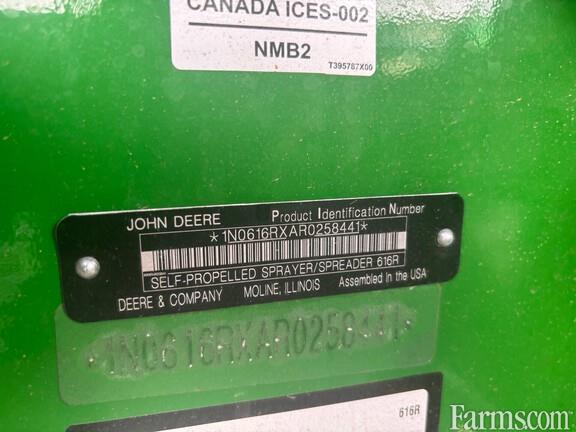 CANADA ICES-002
NMB2
T395787X00
JOHN DEERE Product Identification Number
*1N0616RXAR0258441*
SELF-PROPELLED SPRAYER/SPREADER 616R
DEERE & COMPANY MOLINE, ILLINOIS Assembled in the USA
*1N0616RXAR0258441*
616R
Farms.com